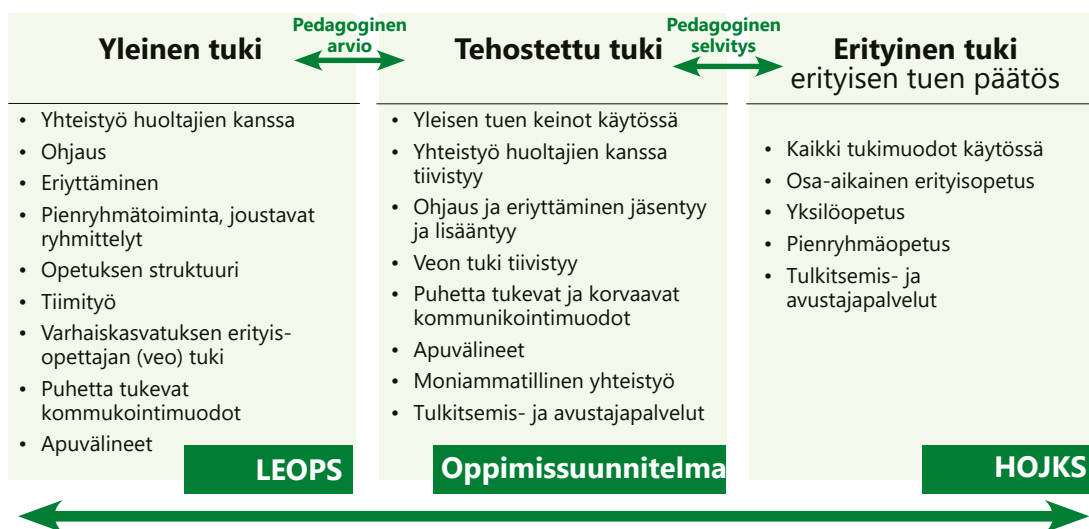 Yleinen tuki
Pedagoginen
arvio
Tehostettu tuki
Pedagoginen
selvitys
Erityinen tuki
erityisen tuen päätös
• Yhteistyö huoltajien kanssa
• Ohjaus
• Eriyttäminen
• Pienryhmätoiminta, joustavat
ryhmittelyt
• Opetuksen struktuuri
• Tiimityö
• Varhaiskasvatuksen erityis-
opettajan (veo) tuki
• Puhetta tukevat
kommukointimuodot
• Apuvälineet
LEOPS
• Yleisen tuen keinot käytössä
• Yhteistyö huoltajien kanssa
tiivistyy
• Ohjaus ja eriyttäminen jäsentyy
ja lisääntyy
• Veon tuki tiivistyy
• Puhetta tukevat ja korvaavat
kommunikointimuodot
• Apuvälineet
• Moniammatillinen yhteistyö
• Tulkitsemis- ja avustajapalvelut
Oppimissuunnitelma
• Kaikki tukimuodot käytössä
• Osa-aikainen erityisopetus
• Yksilöopetus
• Pienryhmäopetus
• Tulkitsemis- ja
avustajapalvelut
HOJKS